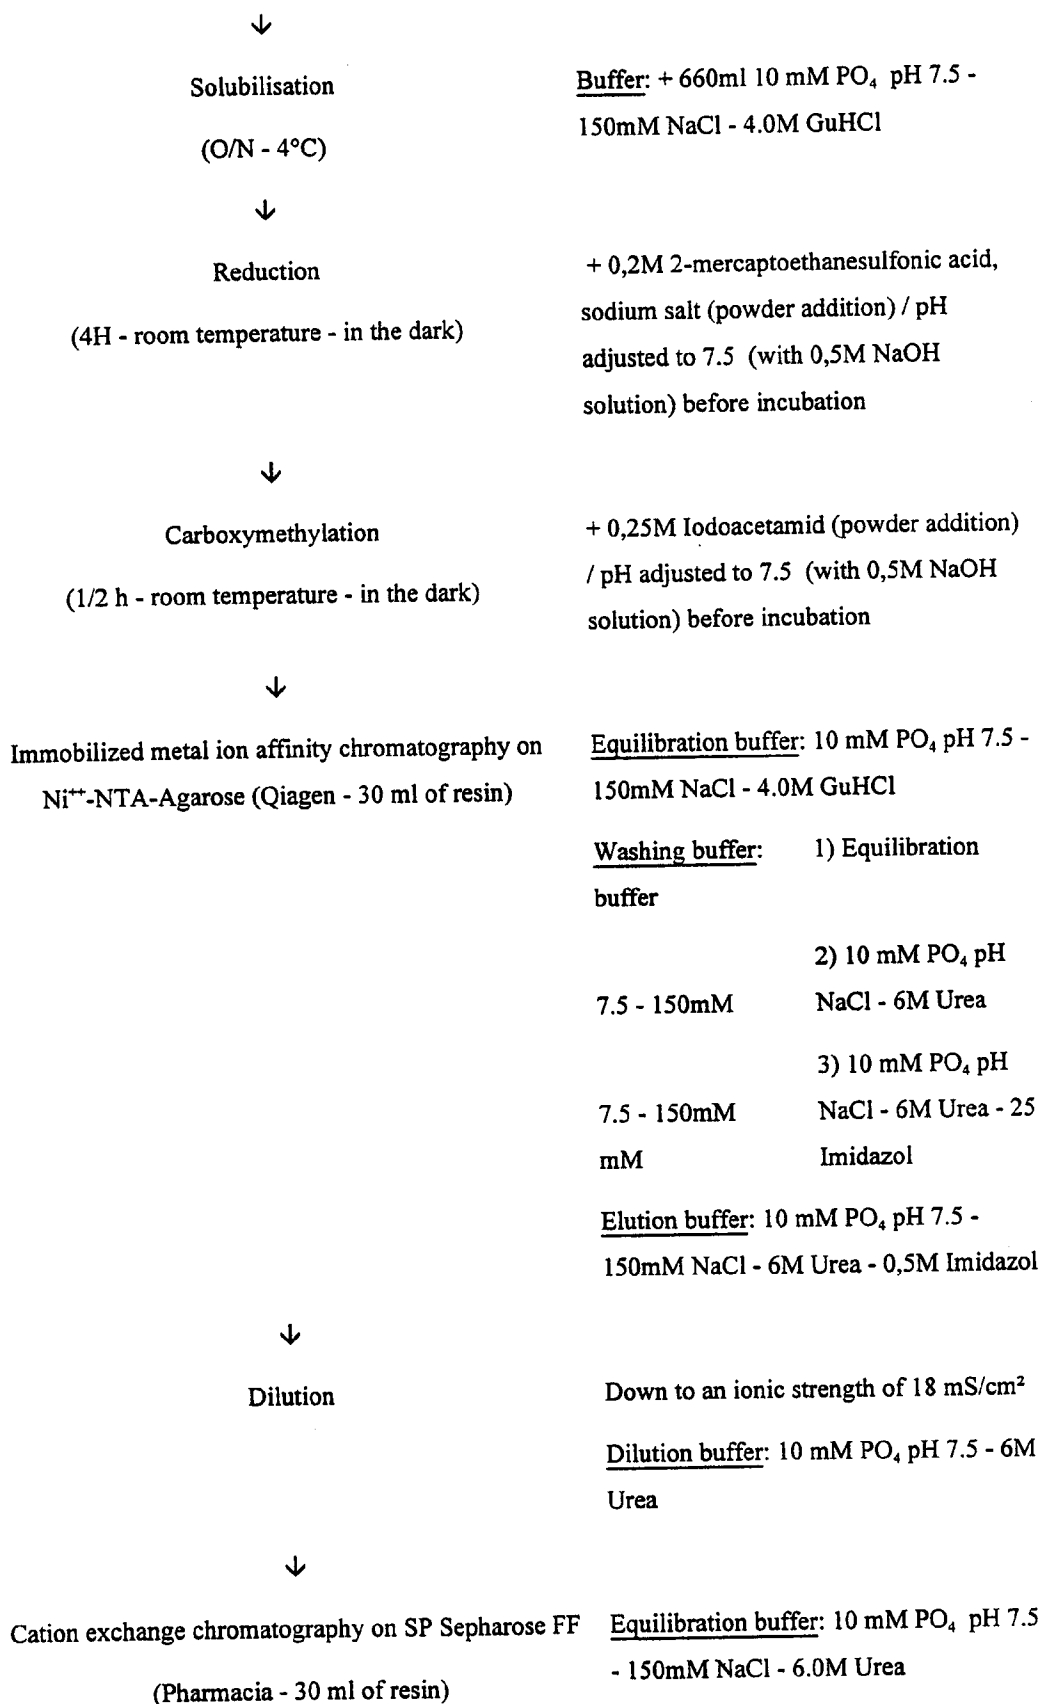 ↓
Solubilisation
(O/N - 4°C)
Buffer: + 660ml 10 mM PO₄ pH 7.5 -
150mM NaCl - 4.0M GuHCl
↓
Reduction
(4H - room temperature - in the dark)
+ 0,2M 2-mercaptoethanesulfonic acid,
sodium salt (powder addition) / pH
adjusted to 7.5 (with 0,5M NaOH
solution) before incubation
↓
Carboxymethylation
(1/2 h - room temperature - in the dark)
+ 0,25M Iodoacetamid (powder addition)
/ pH adjusted to 7.5 (with 0,5M NaOH
solution) before incubation
↓
Immobilized metal ion affinity chromatography on
Ni⁺⁺-NTA-Agarose (Qiagen - 30 ml of resin)
Equilibration buffer: 10 mM PO₄ pH 7.5 -
150mM NaCl - 4.0M GuHCl
Washing buffer: 1) Equilibration
buffer
2) 10 mM PO₄ pH
7.5 - 150mM NaCl - 6M Urea
3) 10 mM PO₄ pH
7.5 - 150mM NaCl - 6M Urea - 25
mM Imidazol
Elution buffer: 10 mM PO₄ pH 7.5 -
150mM NaCl - 6M Urea - 0,5M Imidazol
↓
Dilution
Down to an ionic strength of 18 mS/cm²
Dilution buffer: 10 mM PO₄ pH 7.5 - 6M
Urea
↓
Cation exchange chromatography on SP Sepharose FF
(Pharmacia - 30 ml of resin)
Equilibration buffer: 10 mM PO₄ pH 7.5
- 150mM NaCl - 6.0M Urea